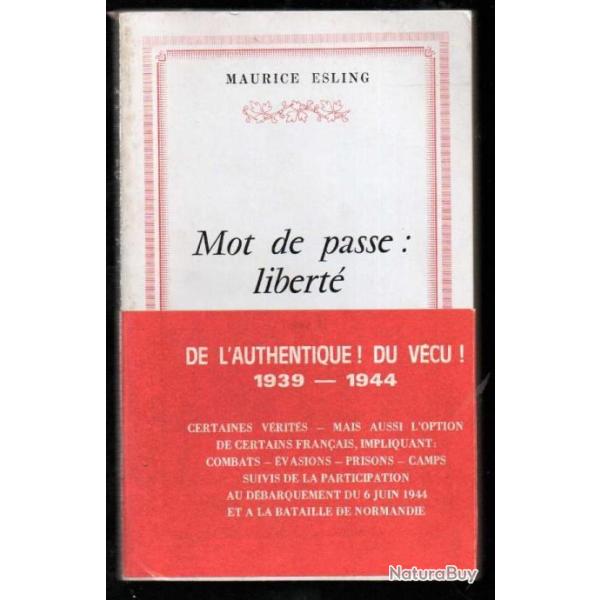 MAURICE ESLING
Mot de passe :
liberté
DE L'AUTHENTIQUE ! DU VÉCU !
1939 — 1944
CERTAINES VÉRITÉS – MAIS AUSSI L'OPTION
DE CERTAINS FRANÇAIS, IMPLIQUANT :
COMBATS – ÉVASIONS – PRISONS – CAMPS
SUIVIS DE LA PARTICIPATION
AU DÉBARQUEMENT DU 6 JUIN 1944
ET A LA BATAILLE DE NORMANDIE
NaturaBuy